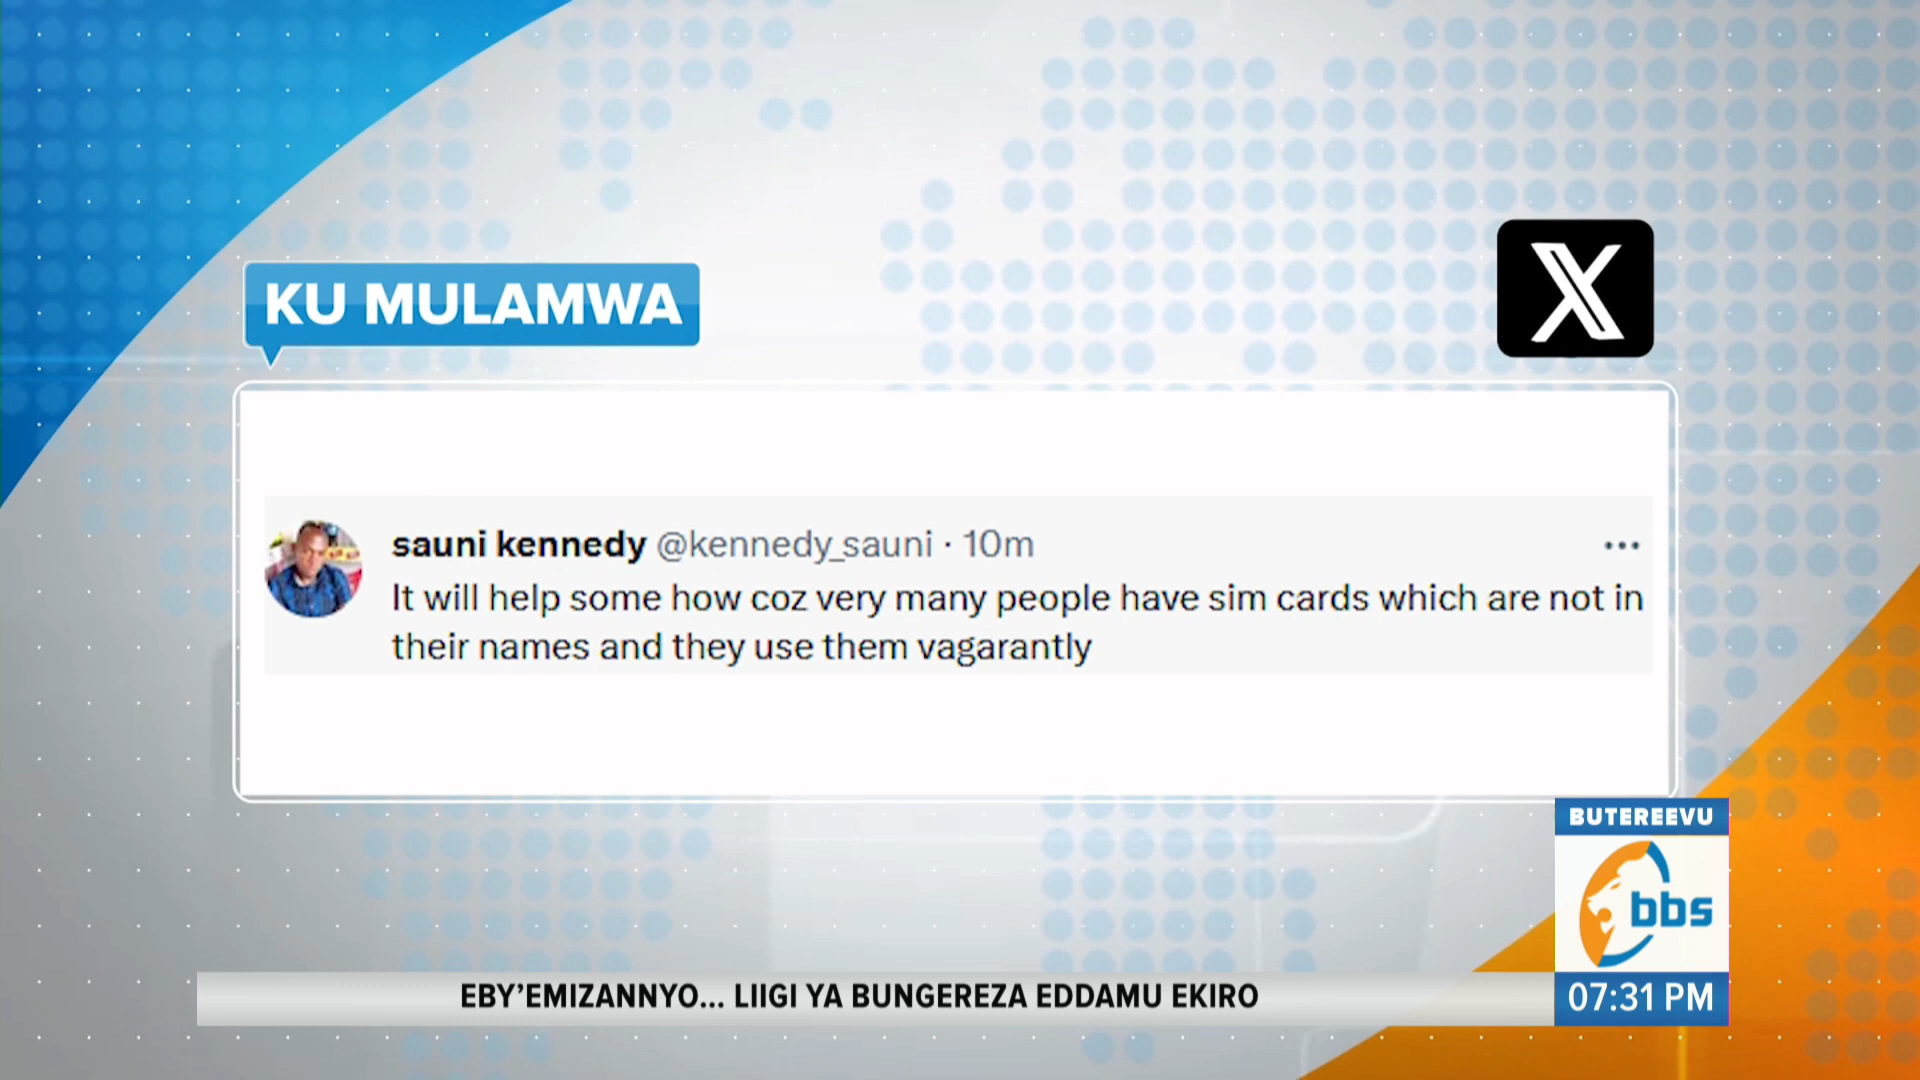 KU MULAMWA
X
sauni kennedy @kennedy_sauni · 10m
It will help some how coz very many people have sim cards which are not in
their names and they use them vagarantly
BUTEREEVU
bbs
EBY'EMIZANNYO... LIIGI YA BUNGEREZA EDDAMU EKIRO
07:31 PM